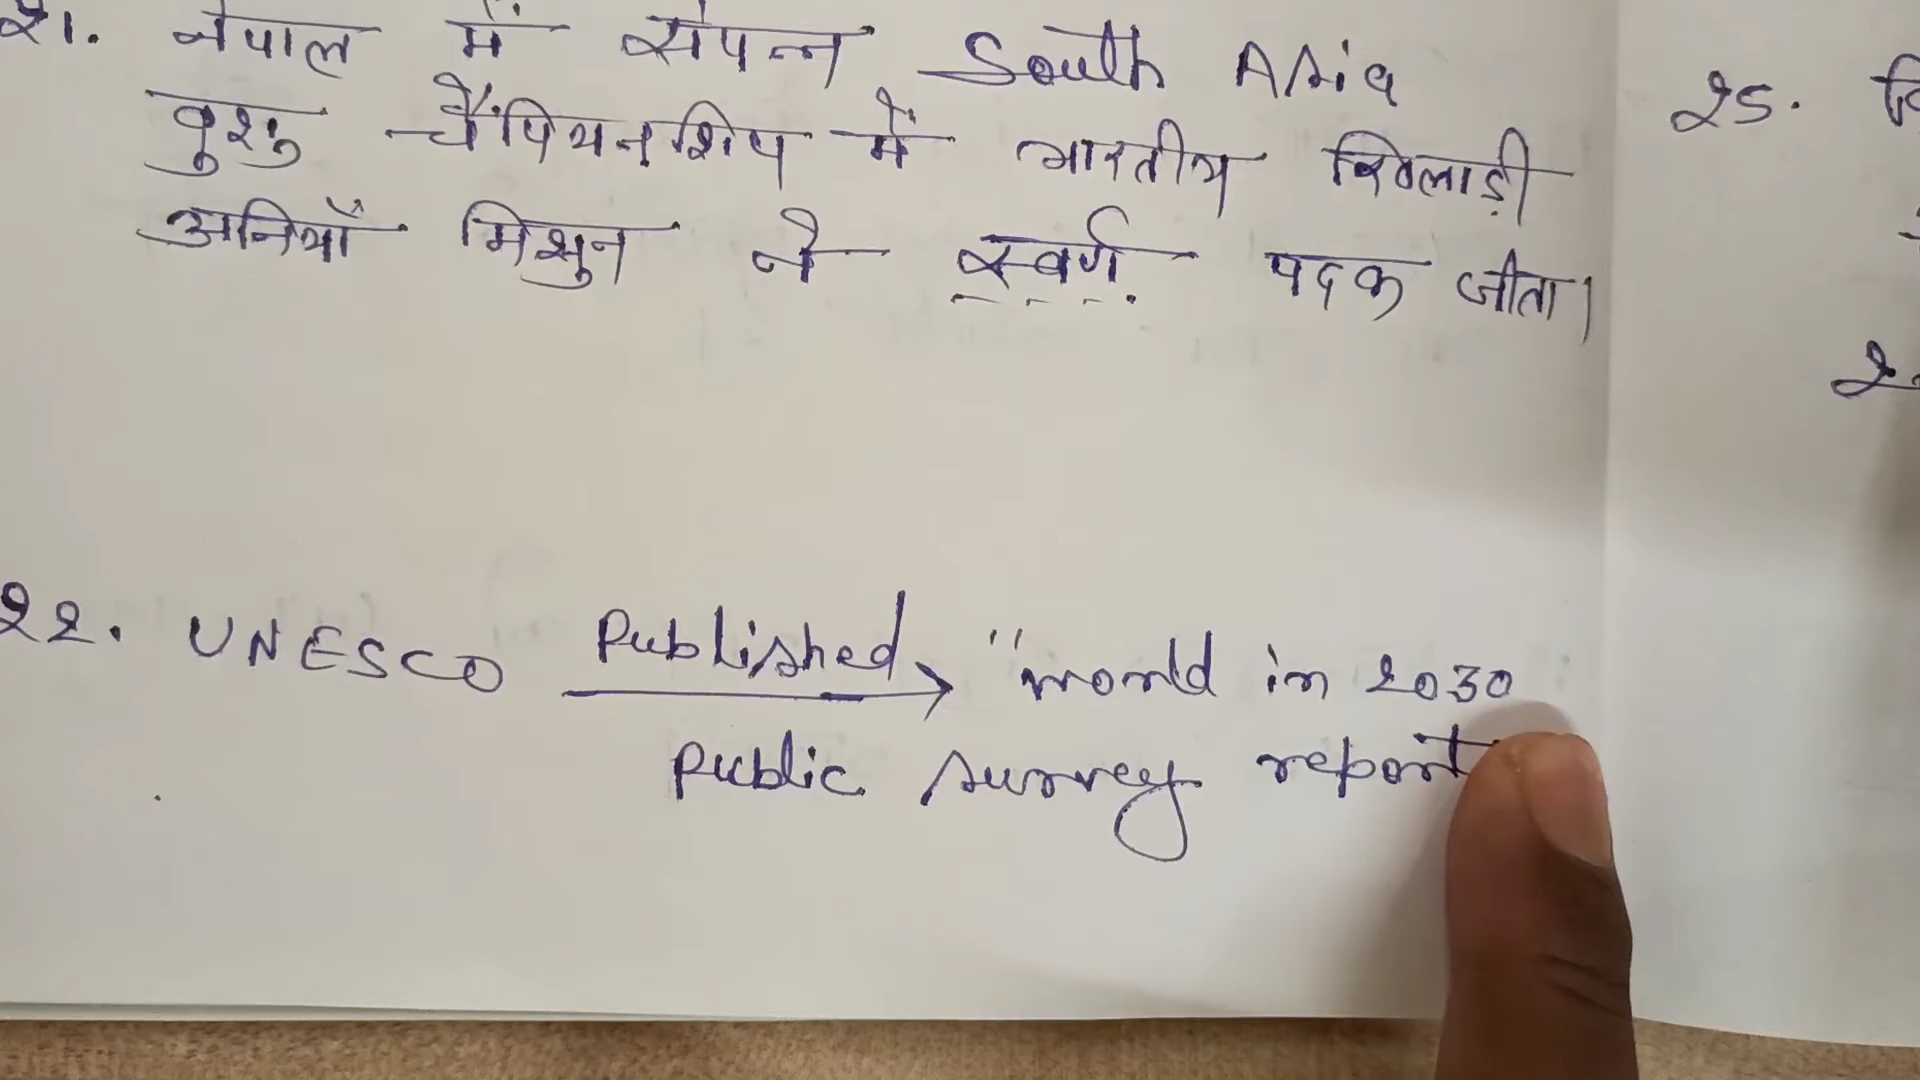 21. नेपाल में संपन्न South Asia
वुशु चैंपियनशिप में भारतीय खिलाड़ी
अनियाँ मिथुन ने स्वर्ण पदक जीता।
22. UNESCO Published → "world in 2030
Public survey report
25.